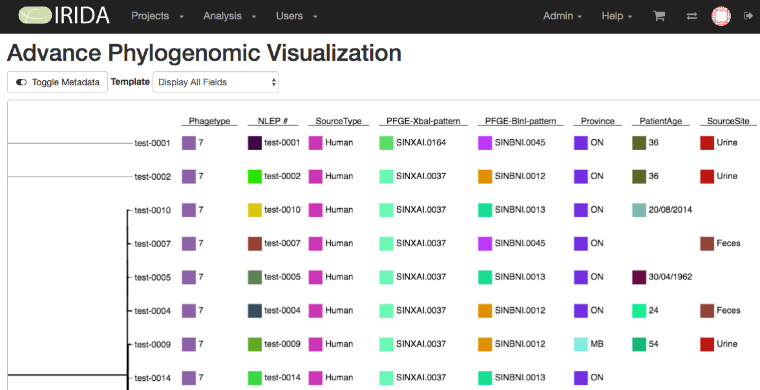 IRIDA Projects Analysis Users Admin Help
Advance Phylogenomic Visualization
Toggle Metadata Template Display All Fields
Phagetype NLEP # SourceType PFGE-XbaI-pattern PFGE-BlnI-pattern Province PatientAge SourceSite
test-0001 7 test-0001 Human SINXAI.0164 SINBNI.0045 ON 36 Urine
test-0002 7 test-0002 Human SINXAI.0037 SINBNI.0012 ON 36 Urine
test-0010 7 test-0010 Human SINXAI.0037 SINBNI.0013 ON 20/08/2014
test-0007 7 test-0007 Human SINXAI.0037 SINBNI.0045 ON Feces
test-0005 7 test-0005 Human SINXAI.0037 SINBNI.0013 ON 30/04/1962
test-0004 7 test-0004 Human SINXAI.0037 SINBNI.0012 ON 24 Feces
test-0009 7 test-0009 Human SINXAI.0037 SINBNI.0012 MB 54 Urine
test-0014 7 test-0014 Human SINXAI.0037 SINBNI.0013 ON